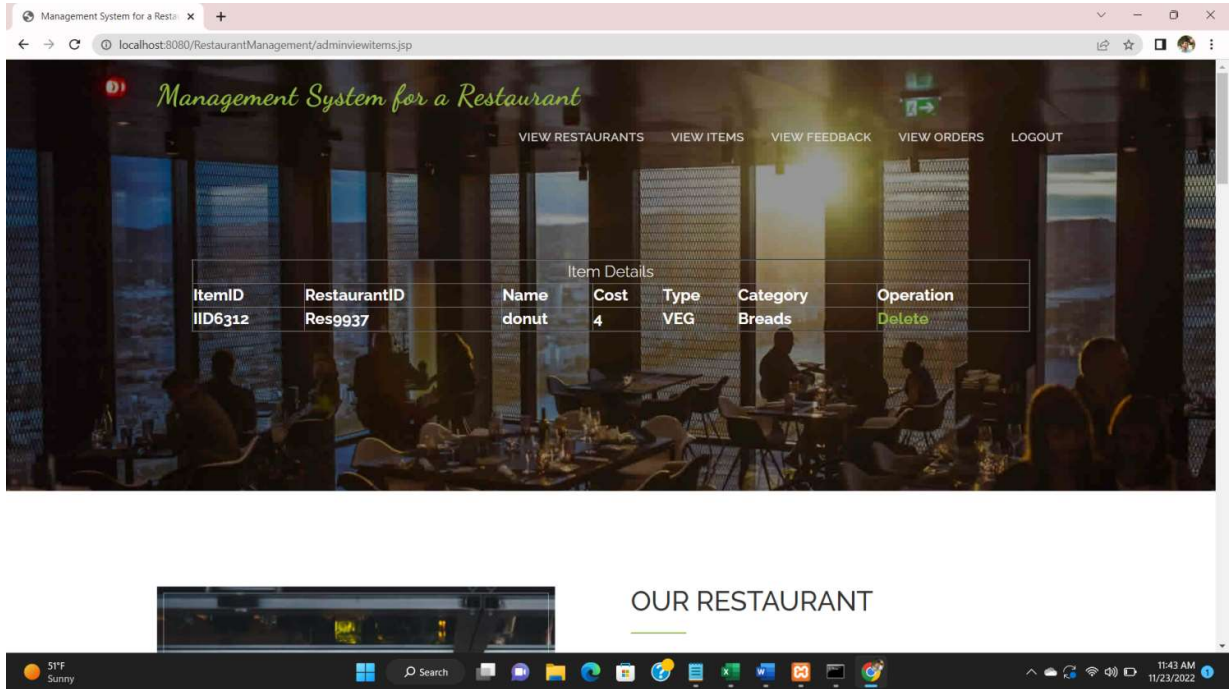 Management System for a Resta
localhost:8080/RestaurantManagement/adminviewitems.jsp
Management System for a Restaurant
VIEW RESTAURANTS VIEW ITEMS VIEW FEEDBACK VIEW ORDERS LOGOUT
Item Details
ItemID RestaurantID Name Cost Type Category Operation
IID6312 Res9937 donut 4 VEG Breads Delete
OUR RESTAURANT
51°F
Sunny
Search
11:43 AM
11/23/2022